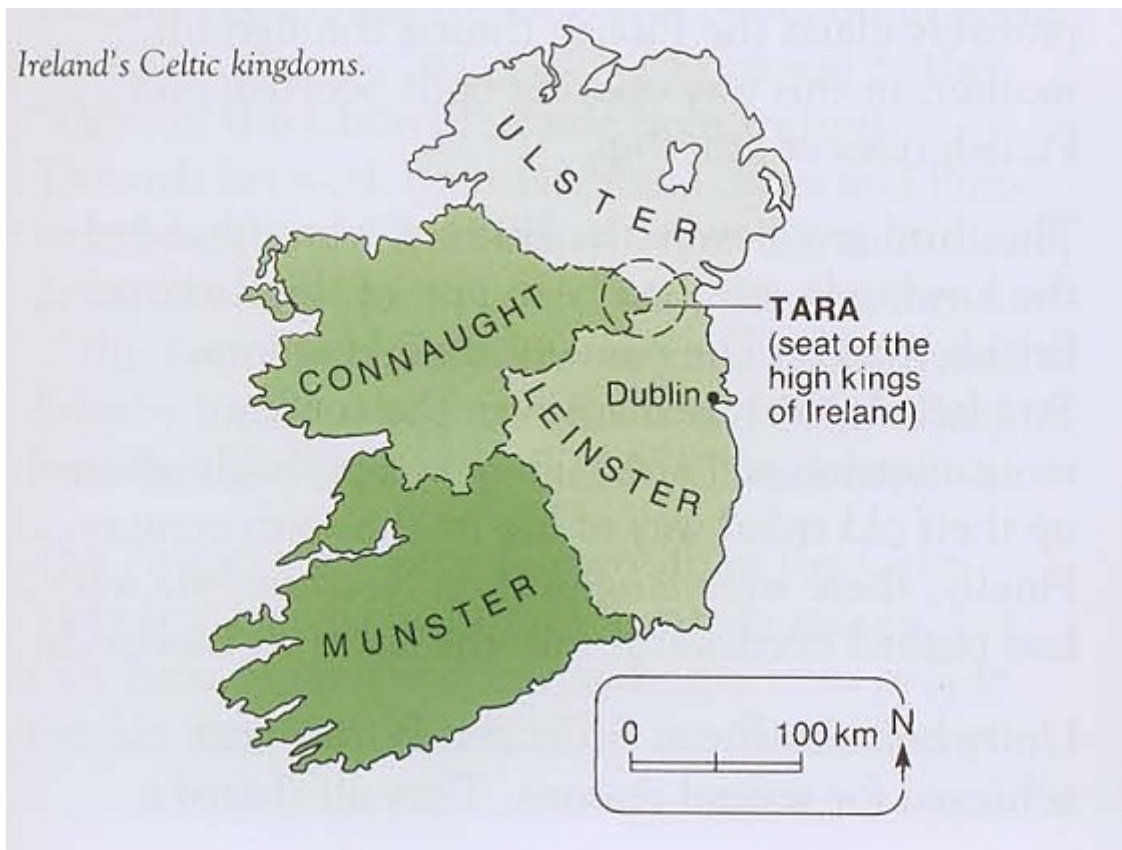 Ireland's Celtic kingdoms.
ULSTER
CONNAUGHT
TARA
(seat of the
high kings
of Ireland)
Dublin
LEINSTER
MUNSTER
0 100 km
N